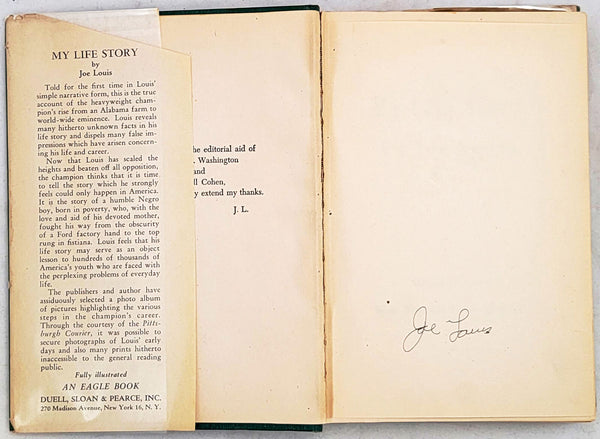 MY LIFE STORY
by
Joe Louis
Told for the first time in Louis'
simple narrative form, this is the true
account of the heavyweight cham-
pion's rise from an Alabama farm to
world-wide eminence. Louis reveals
many hitherto unknown facts in his
life story and dispels many false im-
pressions which have arisen concern-
ing his life and career.
Now that Louis has scaled the
heights and beaten off all opposition,
the champion thinks that it is time
to tell the story which he strongly
feels could only happen in America.
It is the story of a humble Negro
boy, born in poverty, who, with the
love and aid of his devoted mother,
fought his way from the obscurity
of a Ford factory hand to the top
rung in fistiana. Louis feels that his
life story may serve as an object
lesson to hundreds of thousands of
America's youth who are faced with
the perplexing problems of everyday
life.
The publishers and author have
assiduously selected a photo album
of pictures highlighting the various
steps in the champion's career.
Through the courtesy of the Pitts-
burgh Courier, it was possible to
secure photographs of Louis' early
days and also many prints hitherto
inaccessible to the general reading
public.
Fully illustrated
AN EAGLE BOOK
DUELL, SLOAN & PEARCE, INC.
270 Madison Avenue, New York 16, N. Y.
he editorial aid of
. Washington
and
ll Cohen,
y extend my thanks.
J. L.
Joe Louis